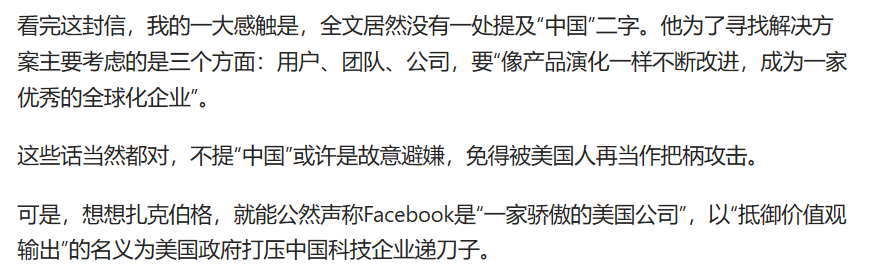 看完这封信，我的一大感触是，全文居然没有一处提及“中国”二字。他为了寻找解决方
案主要考虑的是三个方面：用户、团队、公司，要“像产品演化一样不断改进，成为一家
优秀的全球化企业”。
这些话当然都对，不提“中国”或许是故意避嫌，免得被美国人再当作把柄攻击。
可是，想想扎克伯格，就能公然声称Facebook是“一家骄傲的美国公司”，以“抵御价值观
输出”的名义为美国政府打压中国科技企业递刀子。